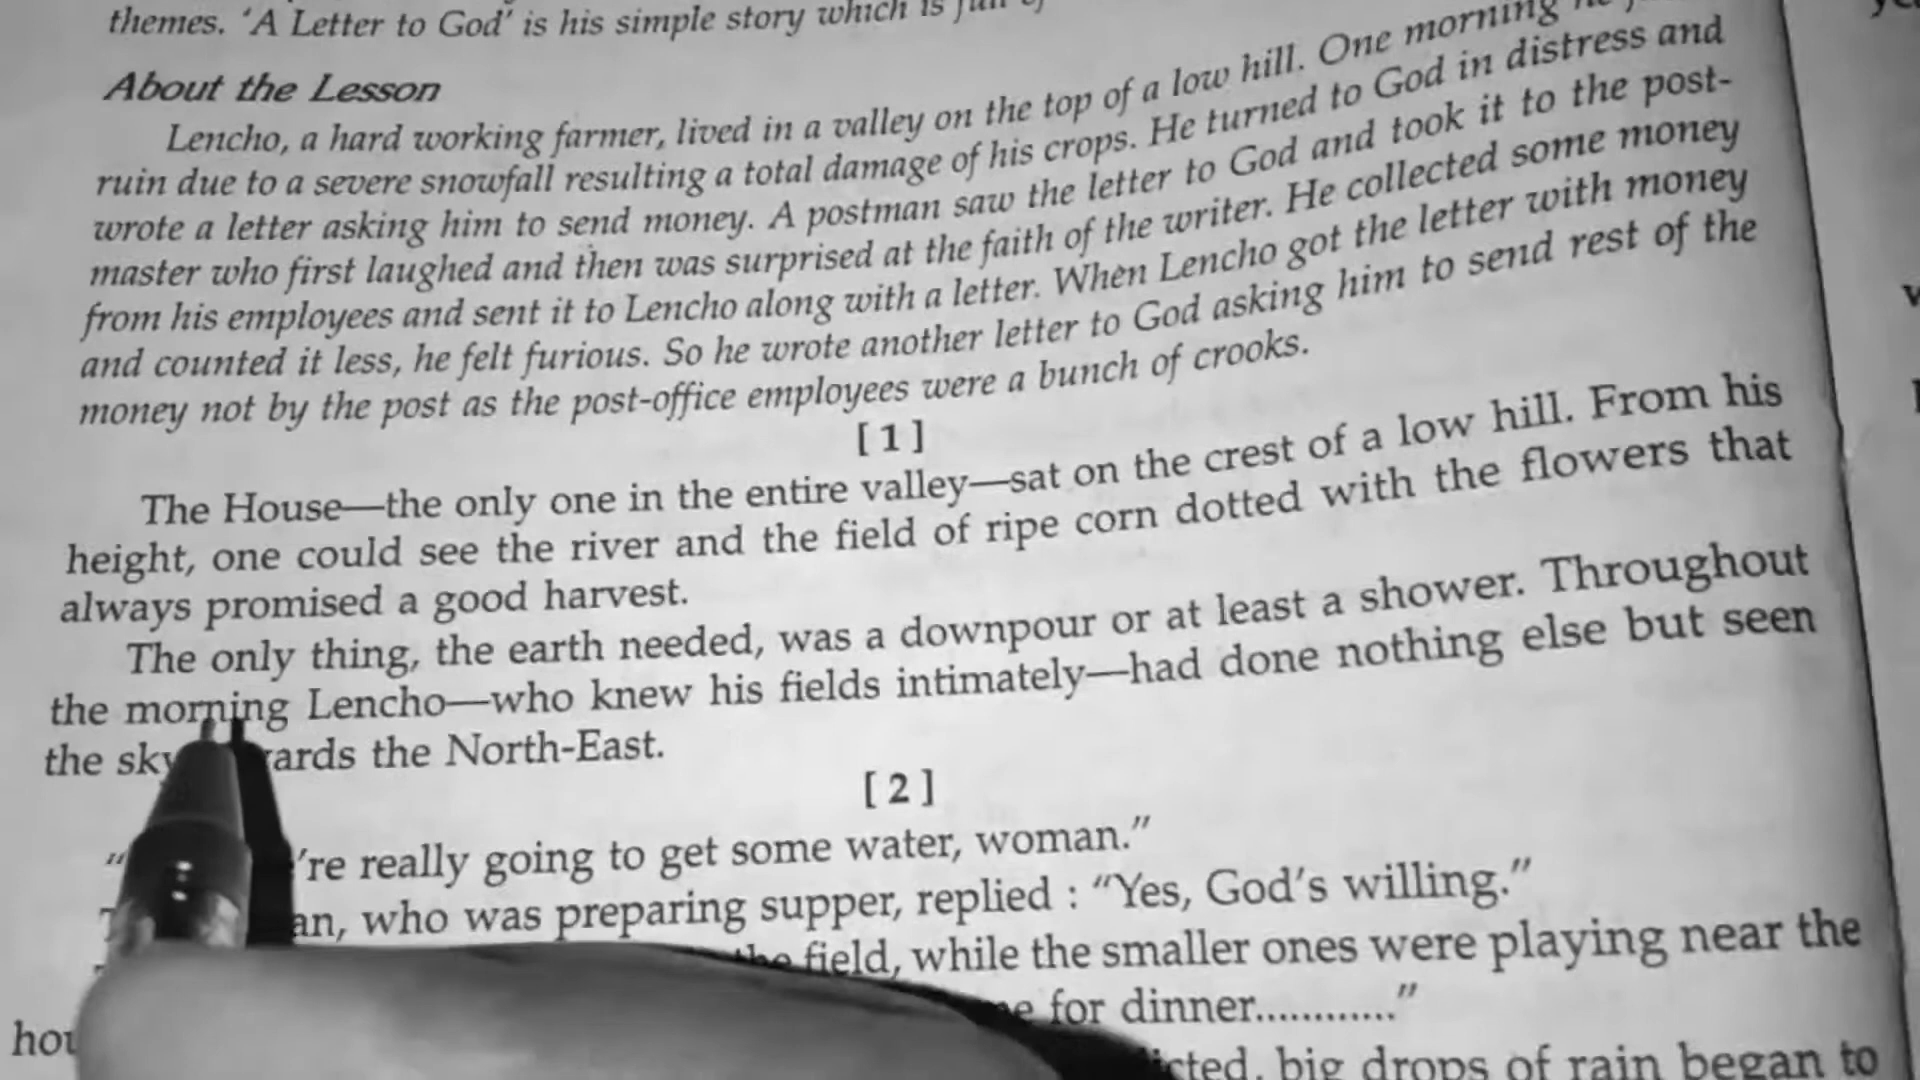 themes. 'A Letter to God' is his simple story which is
About the Lesson
Lencho, a hard working farmer, lived in a valley on the top of a low hill. One morning he
ruin due to a severe snowfall resulting a total damage of his crops. He turned to God in distress and
wrote a letter asking him to send money. A postman saw the letter to God and took it to the post-
master who first laughed and then was surprised at the faith of the writer. He collected some money
from his employees and sent it to Lencho along with a letter. When Lencho got the letter with money
and counted it less, he felt furious. So he wrote another letter to God asking him to send rest of the
money not by the post as the post-office employees were a bunch of crooks.
[ 1 ]
The House—the only one in the entire valley—sat on the crest of a low hill. From his
height, one could see the river and the field of ripe corn dotted with the flowers that
always promised a good harvest.
The only thing, the earth needed, was a downpour or at least a shower. Throughout
the morning Lencho—who knew his fields intimately—had done nothing else but seen
the sky the North-East.
[ 2 ]
're really going to get some water, woman."
who was preparing supper, replied : "Yes, God's willing."
the field, while the smaller ones were playing near the
for dinner............"
big drops of rain began to